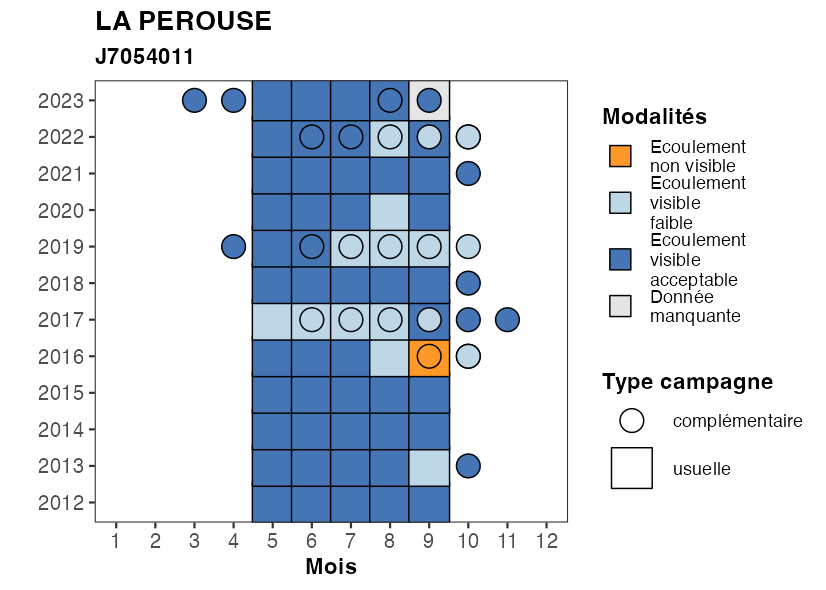 LA PEROUSE
J7054011
2023
2022
2021
2020
2019
2018
2017
2016
2015
2014
2013
2012
1 2 3 4 5 6 7 8 9 10 11 12
Mois
Modalités
Ecoulement
non visible
Ecoulement
visible
faible
Ecoulement
visible
acceptable
Donnée
manquante
Type campagne
complémentaire
usuelle